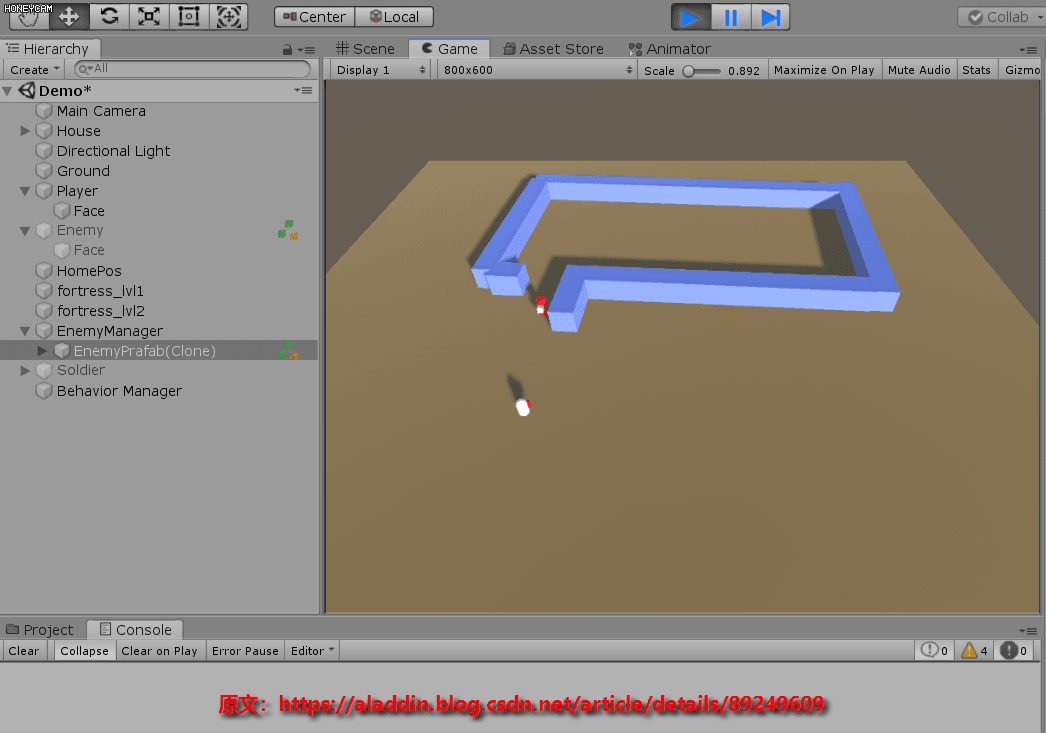 HONEYCAM
Center Local Collab
Hierarchy Scene Game Asset Store Animator
Create All Display 1 800x600 Scale 0.892 Maximize On Play Mute Audio Stats Gizmo
Demo*
Main Camera
House
Directional Light
Ground
Player
Face
Enemy
Face
HomePos
fortress_lvl1
fortress_lvl2
EnemyManager
EnemyPrafab(Clone)
Soldier
Behavior Manager
Project Console
Clear Collapse Clear on Play Error Pause Editor 0 4 0
原文：https://aladdin.blog.csdn.net/article/details/89249609